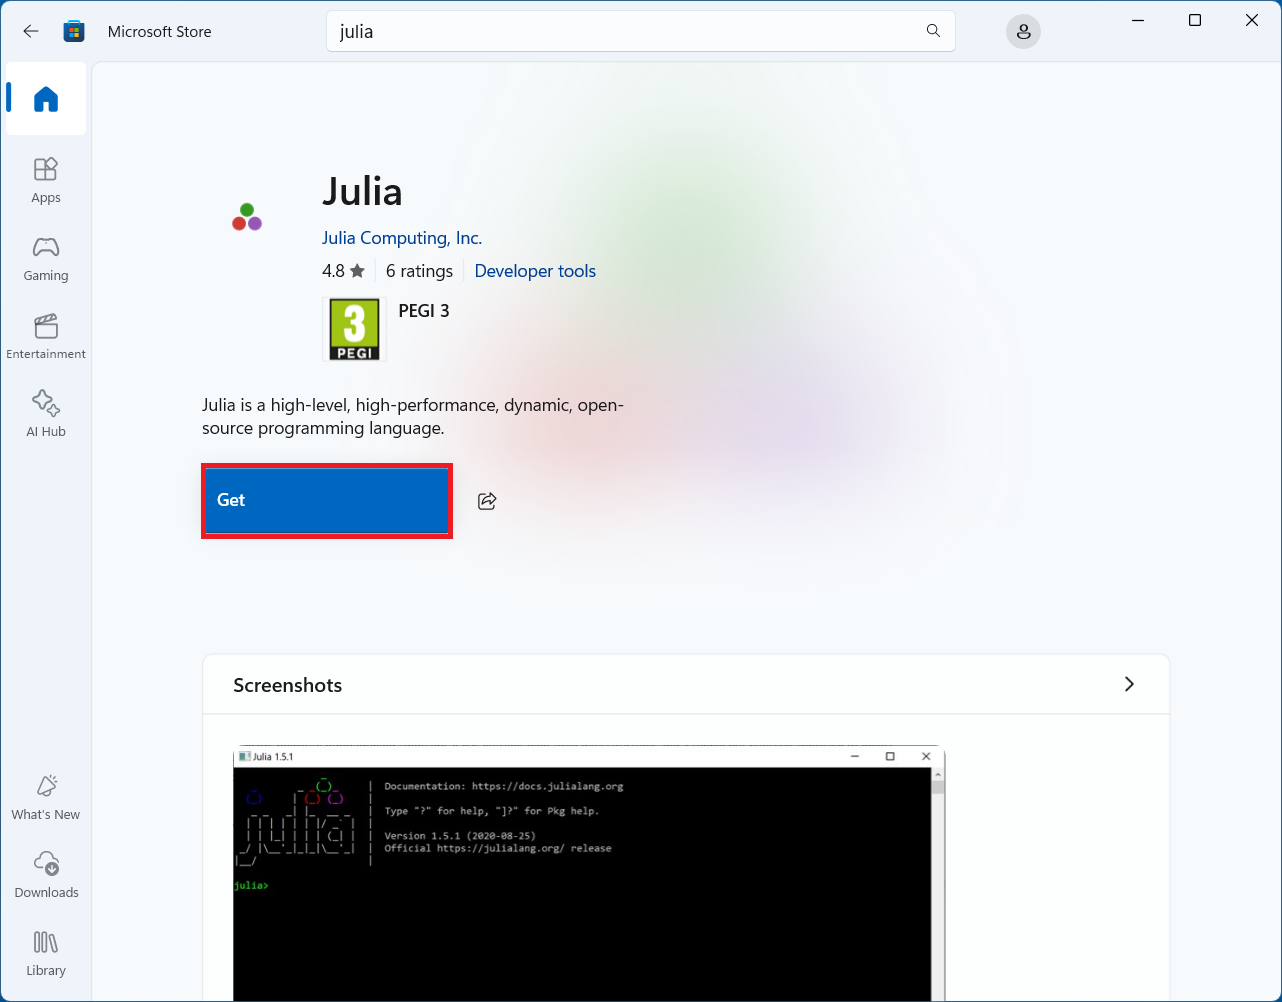 Microsoft Store
julia
Apps
Gaming
Entertainment
AI Hub
What's New
Downloads
Library
Julia
Julia Computing, Inc.
4.8 ★ 6 ratings Developer tools
3
PEGI
PEGI 3
Julia is a high-level, high-performance, dynamic, open-
source programming language.
Get
Screenshots
Julia 1.5.1
Documentation: https://docs.julialang.org
Type "?" for help, "]?" for Pkg help.
Version 1.5.1 (2020-08-25)
Official https://julialang.org/ release
julia>